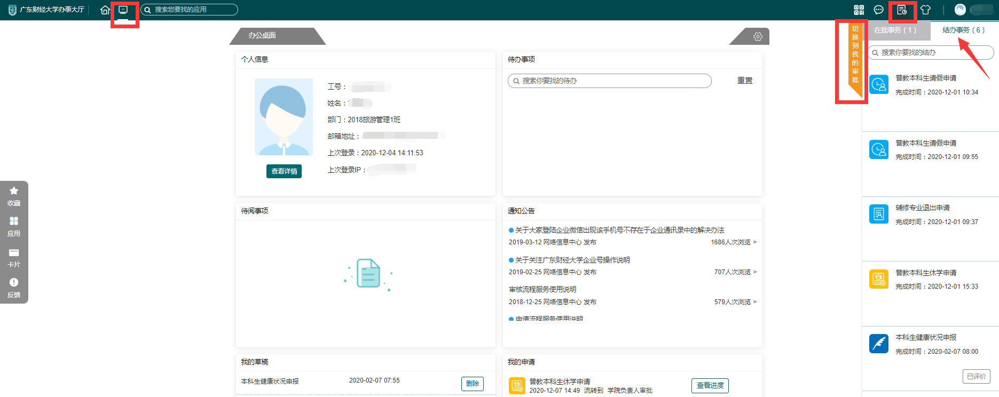 广东财经大学办事大厅
搜索您要找的应用
办公桌面
切换到我的审批
在批事务（1）
结办事务（6）
搜索你要找的结办
个人信息
工号：
姓名：
部门：2018旅游管理1班
邮箱地址：
上次登录：2020-12-04 14:11:53
上次登录IP：
查看详情
待办事项
搜索你要找的待办
重置
普教本科生请假申请
完成时间：2020-12-01 10:34
普教本科生请假申请
完成时间：2020-12-01 09:55
辅修专业退出申请
完成时间：2020-12-01 09:37
普教本科生休学申请
完成时间：2020-12-01 15:33
本科生健康状况申报
完成时间：2020-02-07 08:00
已评价
收藏
应用
卡片
反馈
待阅事项
通知公告
关于大家登陆企业微信出现该手机号不存在于企业通讯录中的解决办法
2019-03-12 网络信息中心 发布 1686人次浏览 >
关于关注广东财经大学企业号操作说明
2019-02-25 网络信息中心 发布 707人次浏览 >
审核流程服务使用说明
2018-12-25 网络信息中心 发布 579人次浏览 >
申请流程服务使用说明
我的草稿
本科生健康状况申报 2020-02-07 07:55 删除
我的申请
普教本科生休学申请
2020-12-07 14:49 流转到 学院负责人审批
查看进度